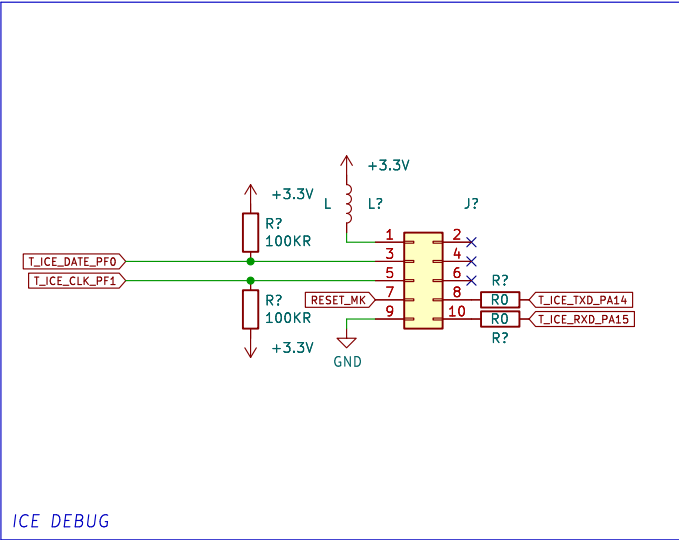 +3.3V
+3.3V
L L? J?
R?
100KR
1 2
T_ICE_DATE_PF0 3 4
T_ICE_CLK_PF1 5 6
R?
R?
100KR
RESET_MK 7 8 R0 T_ICE_TXD_PA14
9 10 R0 T_ICE_RXD_PA15
R?
+3.3V
GND
ICE DEBUG